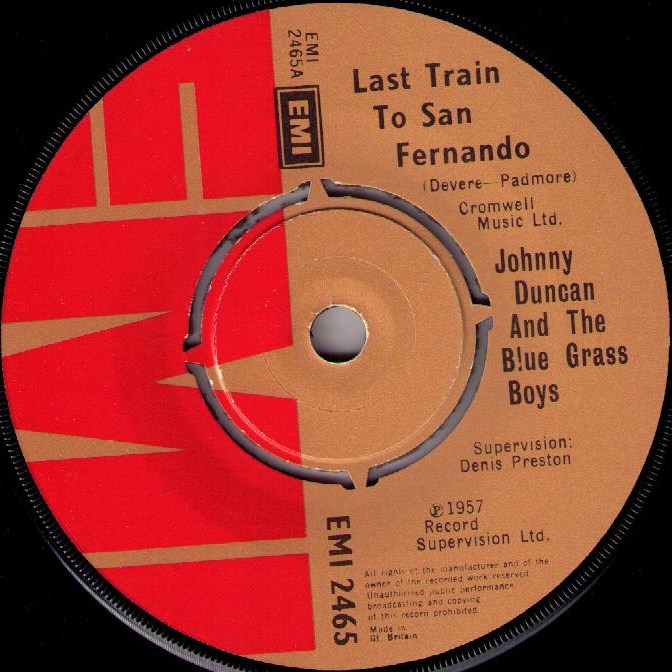 EMI
2465A
EMI
Last Train
To San
Fernando
(Devere—Padmore)
Cromwell
Music Ltd.
Johnny
Duncan
And The
Blue Grass
Boys
Supervision:
Denis Preston
℗ 1957
Record
Supervision Ltd.
EMI 2465
All rights of the manufacturer and of the
owner of the recorded work reserved
Unauthorised public performance
broadcasting and copying
of this record prohibited.
Made in
Gt. Britain
EMI